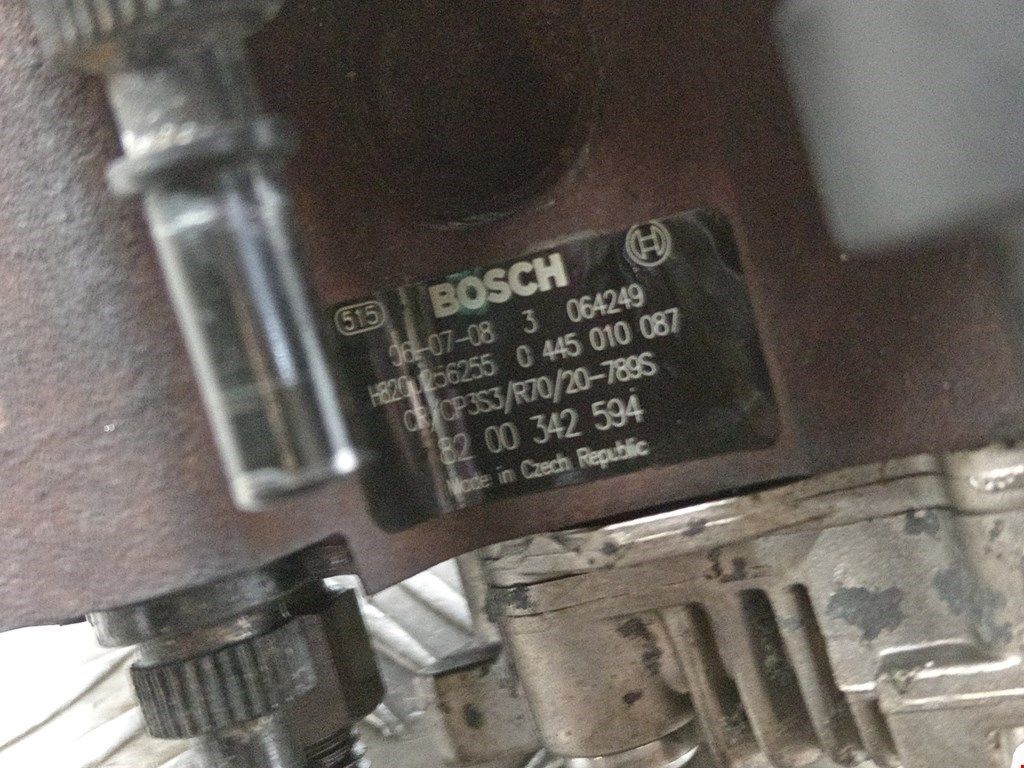 BOSCH
515
06-07-08 3 064249
H8200256255 0 445 010 087
CR/CP3S3/R70/20-789S
82 00 342 594
Made in Czech Republic